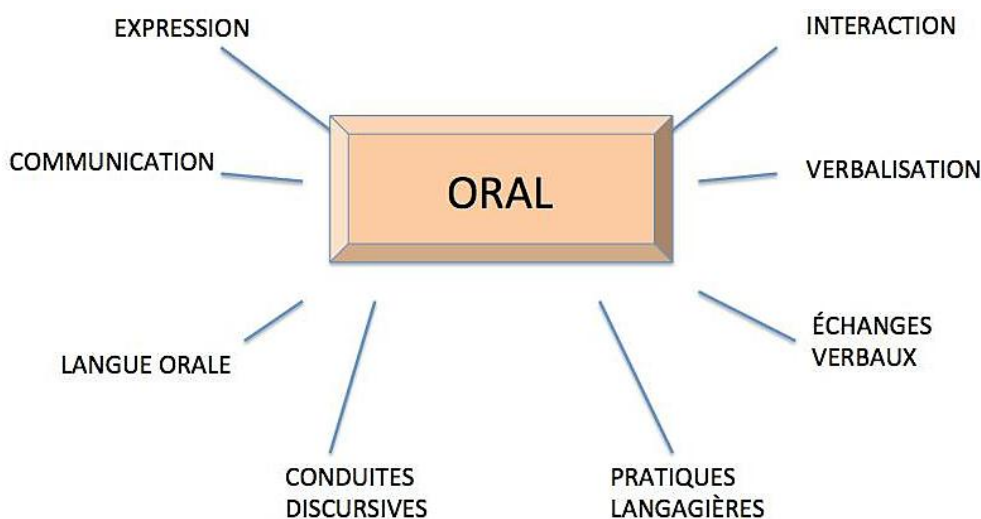 EXPRESSION
INTERACTION
COMMUNICATION
ORAL
VERBALISATION
LANGUE ORALE
ÉCHANGES
VERBAUX
CONDUITES
DISCURSIVES
PRATIQUES
LANGAGIÈRES